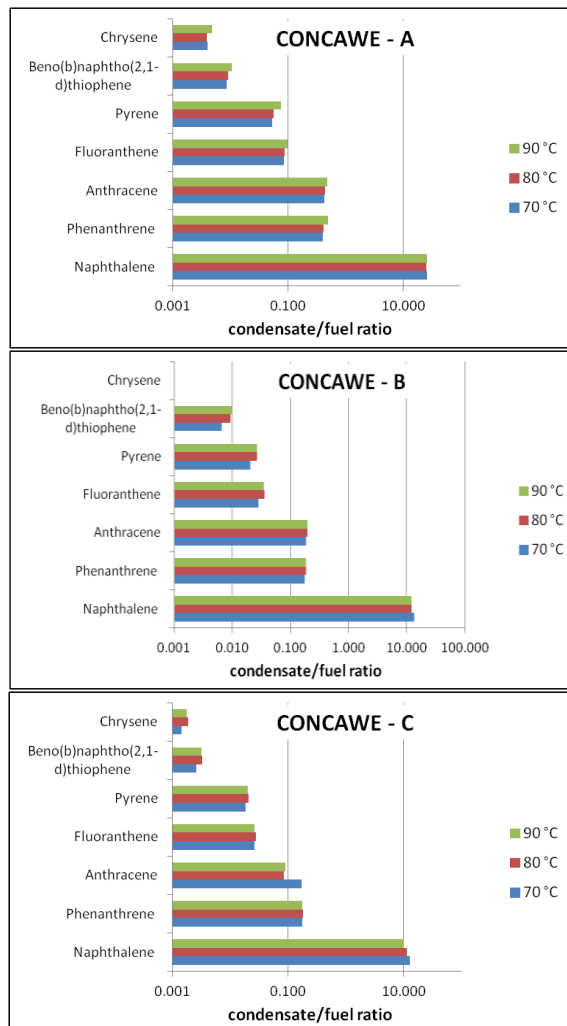 CONCAWE - A
Chrysene
Beno(b)naphtho(2,1-
d)thiophene
Pyrene
Fluoranthene
Anthracene
Phenanthrene
Naphthalene
90 °C
80 °C
70 °C
0.001
0.100
10.000
condensate/fuel ratio
CONCAWE - B
Chrysene
Beno(b)naphtho(2,1-
d)thiophene
Pyrene
Fluoranthene
Anthracene
Phenanthrene
Naphthalene
90 °C
80 °C
70 °C
0.001
0.010
0.100
1.000
10.000
100.000
condensate/fuel ratio
CONCAWE - C
Chrysene
Beno(b)naphtho(2,1-
d)thiophene
Pyrene
Fluoranthene
Anthracene
Phenanthrene
Naphthalene
90 °C
80 °C
70 °C
0.001
0.100
10.000
condensate/fuel ratio